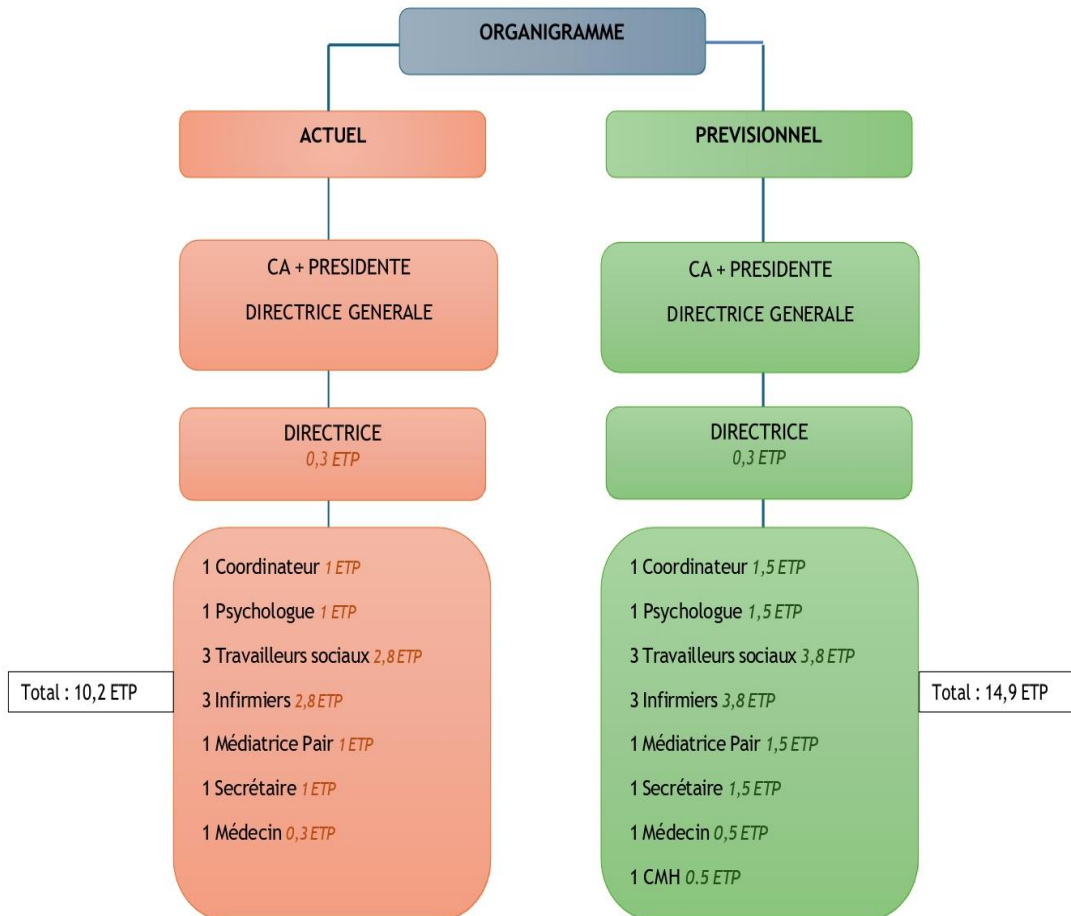 ORGANIGRAMME
ACTUEL
CA + PRESIDENTE
DIRECTRICE GENERALE
DIRECTRICE
0,3 ETP
1 Coordinateur 1 ETP
1 Psychologue 1 ETP
3 Travailleurs sociaux 2,8 ETP
3 Infirmiers 2,8 ETP
1 Médiatrice Pair 1 ETP
1 Secrétaire 1 ETP
1 Médecin 0,3 ETP
Total : 10,2 ETP
PREVISIONNEL
CA + PRESIDENTE
DIRECTRICE GENERALE
DIRECTRICE
0,3 ETP
1 Coordinateur 1,5 ETP
1 Psychologue 1,5 ETP
3 Travailleurs sociaux 3,8 ETP
3 Infirmiers 3,8 ETP
1 Médiatrice Pair 1,5 ETP
1 Secrétaire 1,5 ETP
1 Médecin 0,5 ETP
1 CMH 0.5 ETP
Total : 14,9 ETP